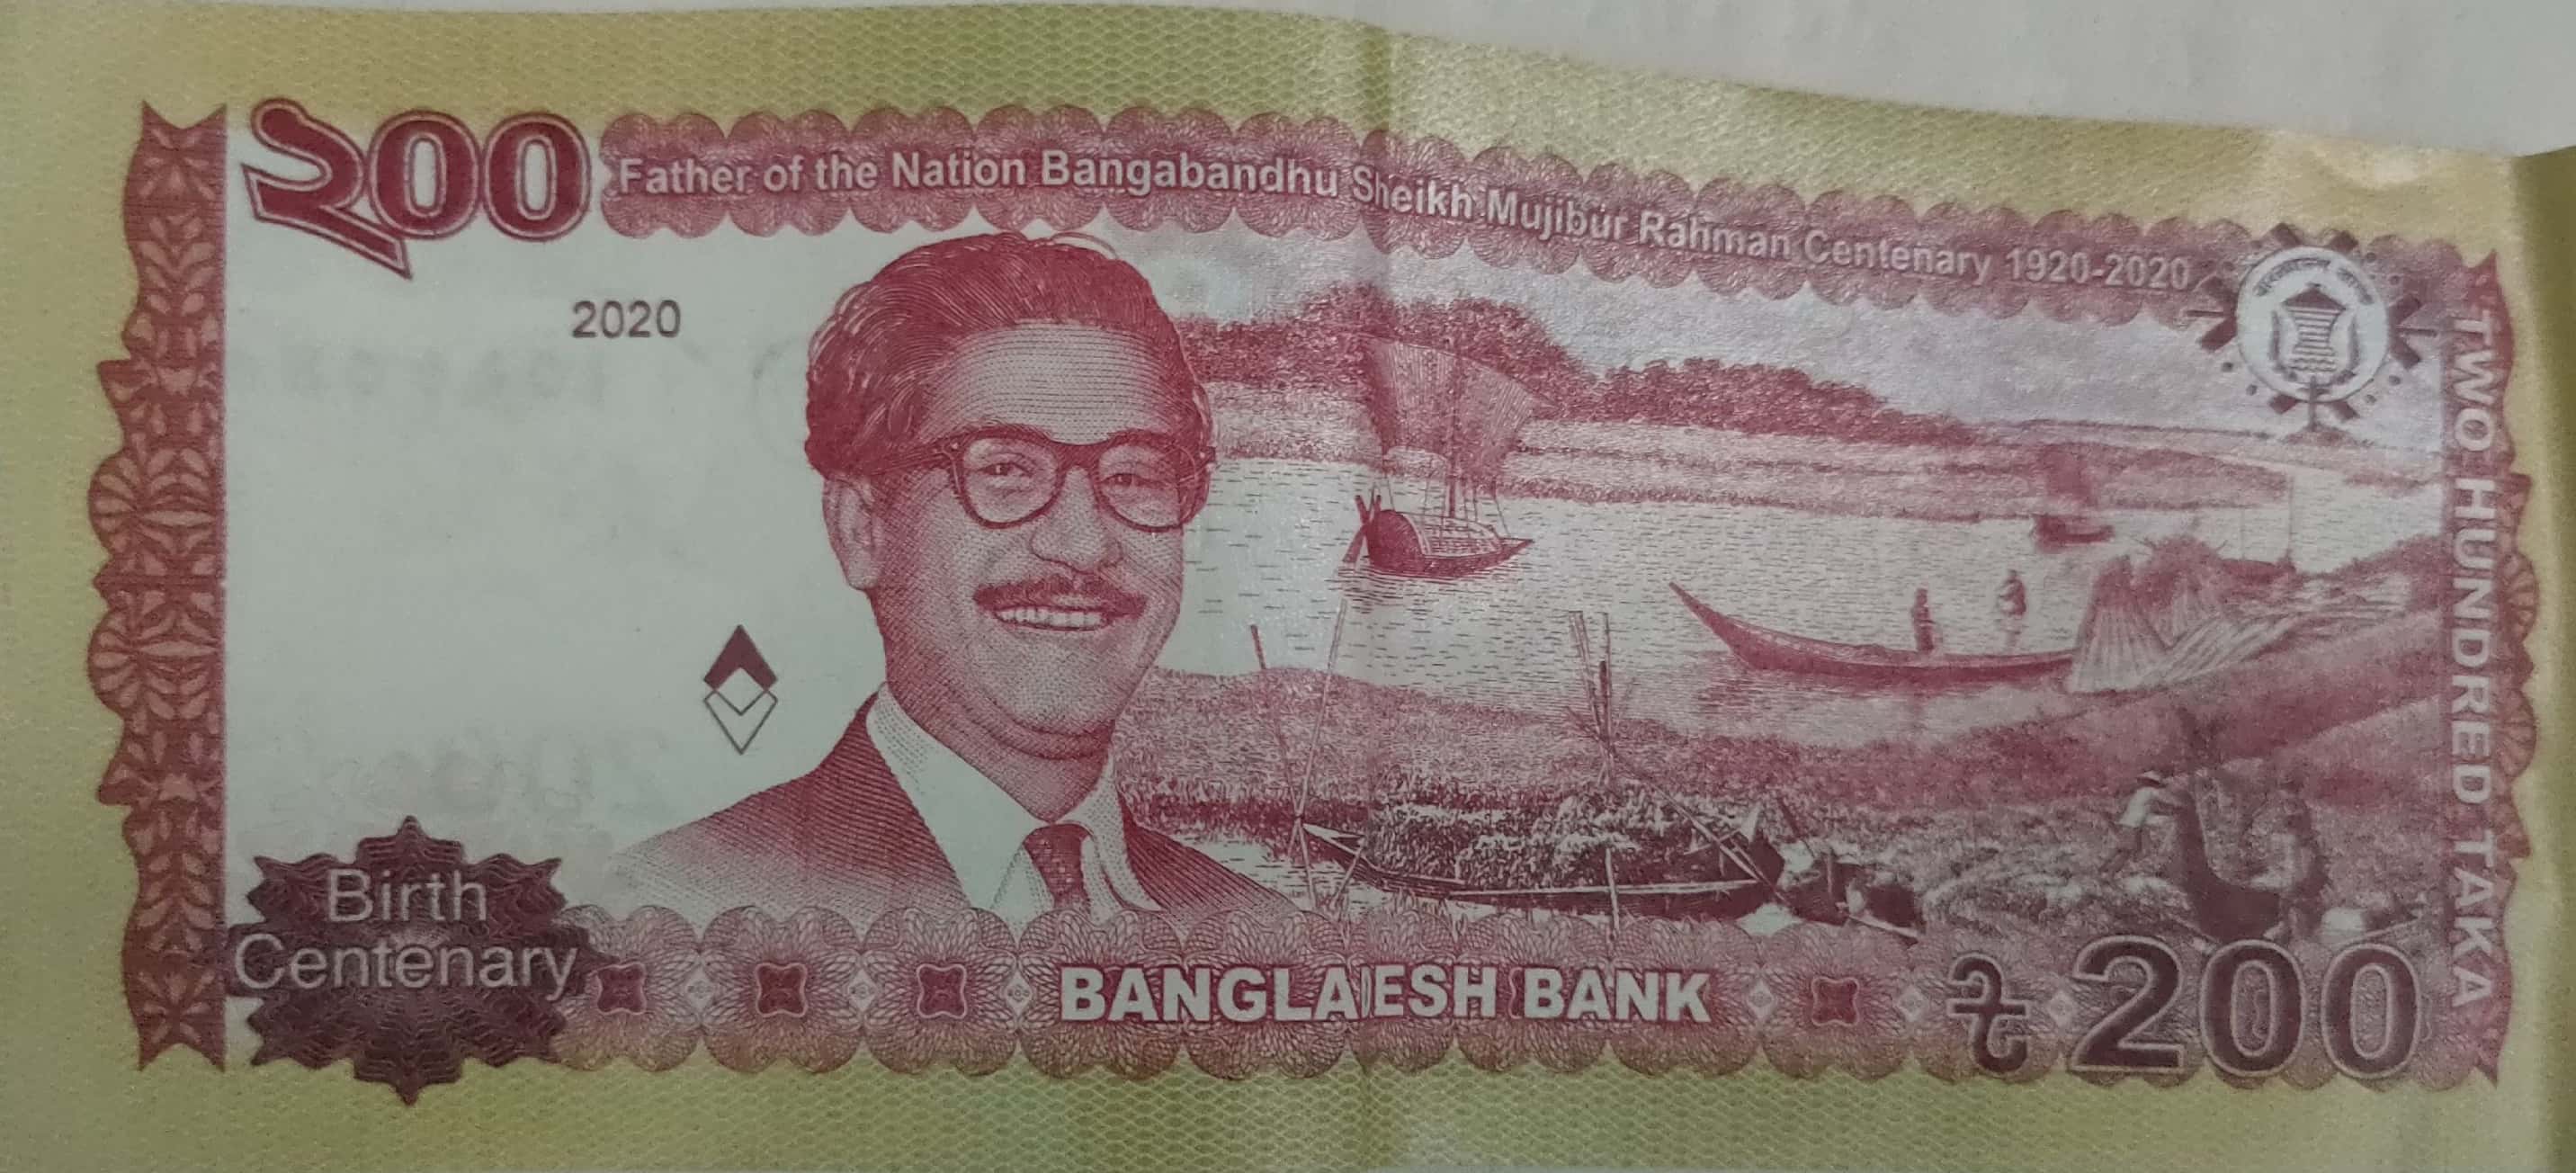 ২00
Father of the Nation Bangabandhu Sheikh Mujibur Rahman Centenary 1920-2020
2020
TWO HUNDRED TAKA
Birth
Centenary
BANGLADESH BANK
৳ 200